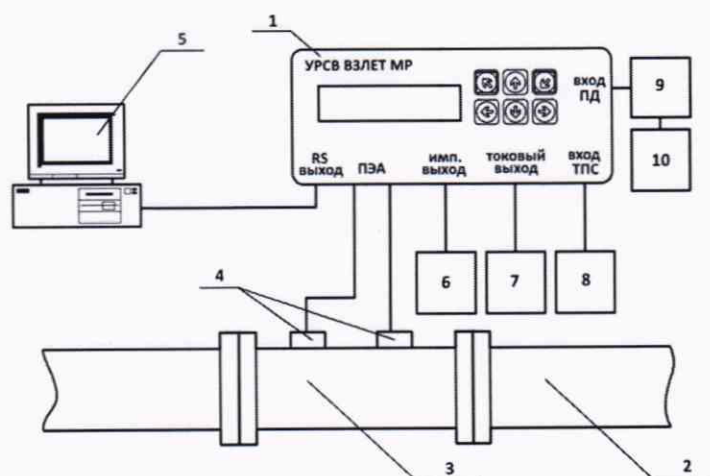 5
1
УРСВ ВЗЛЕТ МР
вход
ПД
9
10
RS
выход
ПЭА
имп.
выход
токовый
выход
вход
ТПС
4
6
7
8
3
2